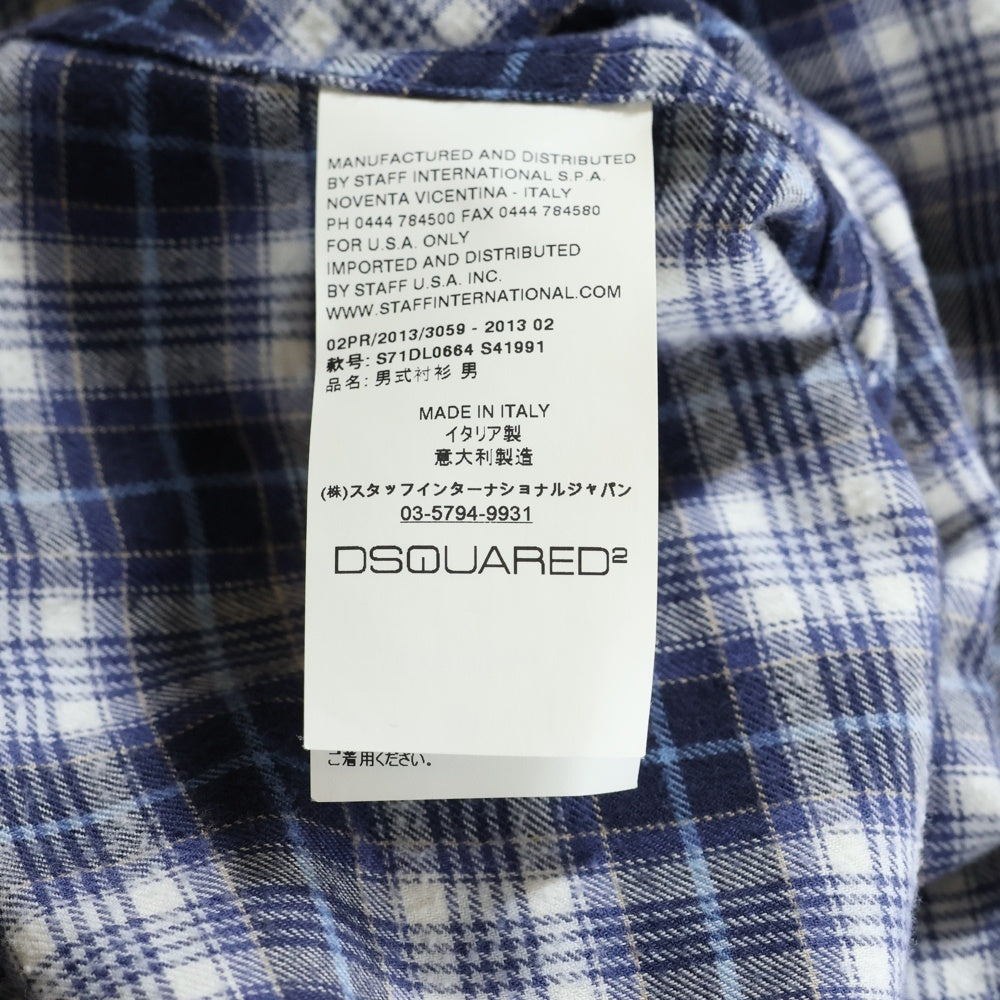 MANUFACTURED AND DISTRIBUTED
BY STAFF INTERNATIONAL S.P.A.
NOVENTA VICENTINA - ITALY
PH 0444 784500 FAX 0444 784580
FOR U.S.A. ONLY
IMPORTED AND DISTRIBUTED
BY STAFF U.S.A. INC.
WWW.STAFFINTERNATIONAL.COM
02PR/2013/3059 - 2013 02
款号: S71DL0664 S41991
品名: 男式衬衫 男
MADE IN ITALY
イタリア製
意大利製造
(株)スタッフインターナショナルジャパン
03-5794-9931
DSQUARED²
ご着用ください。